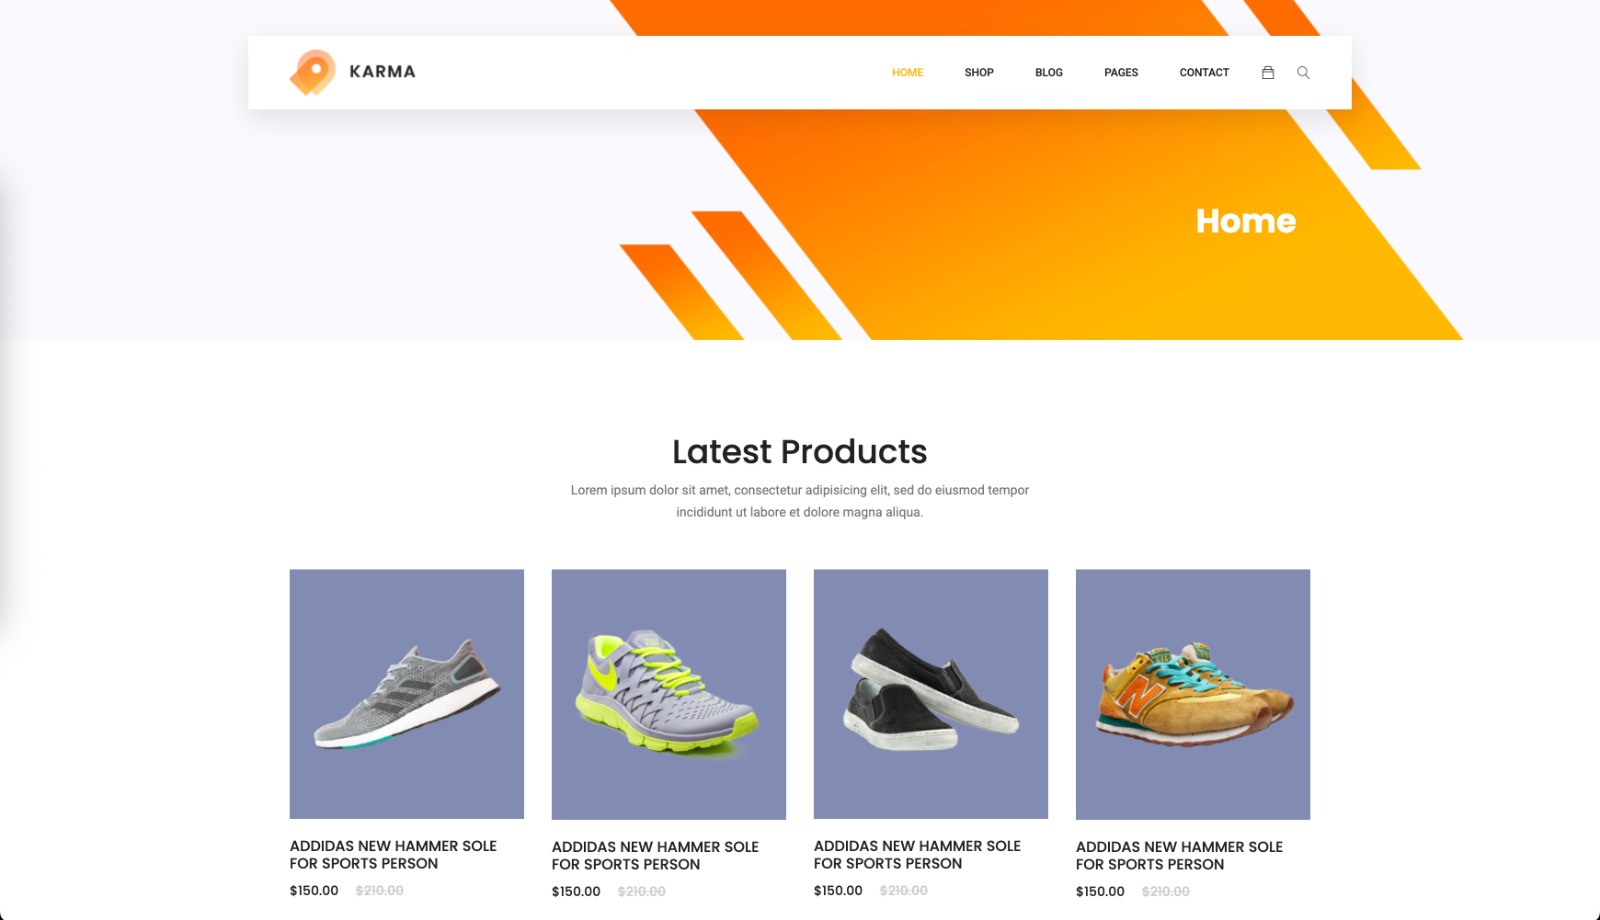 KARMA
HOME SHOP BLOG PAGES CONTACT
Home
Latest Products
Lorem ipsum dolor sit amet, consectetur adipisicing elit, sed do eiusmod tempor
incididunt ut labore et dolore magna aliqua.
N
ADDIDAS NEW HAMMER SOLE
FOR SPORTS PERSON
$150.00 $210.00
ADDIDAS NEW HAMMER SOLE
FOR SPORTS PERSON
$150.00 $210.00
ADDIDAS NEW HAMMER SOLE
FOR SPORTS PERSON
$150.00 $210.00
ADDIDAS NEW HAMMER SOLE
FOR SPORTS PERSON
$150.00 $210.00